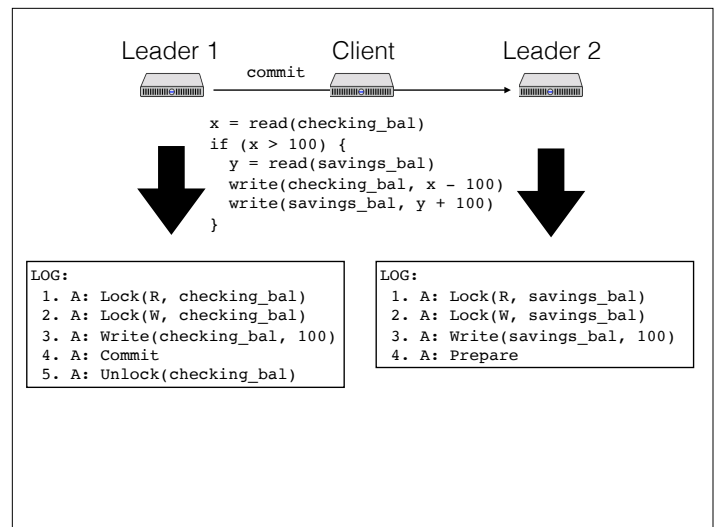 Leader 1 Client Leader 2
commit
x = read(checking_bal)
if (x > 100) {
  y = read(savings_bal)
  write(checking_bal, x - 100)
  write(savings_bal, y + 100)
}
LOG:
1. A: Lock(R, checking_bal)
2. A: Lock(W, checking_bal)
3. A: Write(checking_bal, 100)
4. A: Commit
5. A: Unlock(checking_bal)
LOG:
1. A: Lock(R, savings_bal)
2. A: Lock(W, savings_bal)
3. A: Write(savings_bal, 100)
4. A: Prepare